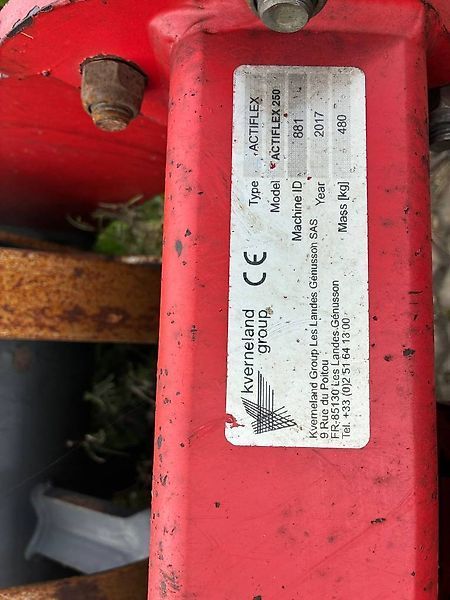 kverneland
group
CE
Type ACTIFLEX
Model ACTIFLEX 250
Machine ID 881
Year 2017
Mass [kg] 480
Kverneland Group Les Landes Génusson SAS
9 Rue du Poitou
FR-85130 Les Landes-Génusson
Tel. +33 (0)2 51 64 13 00